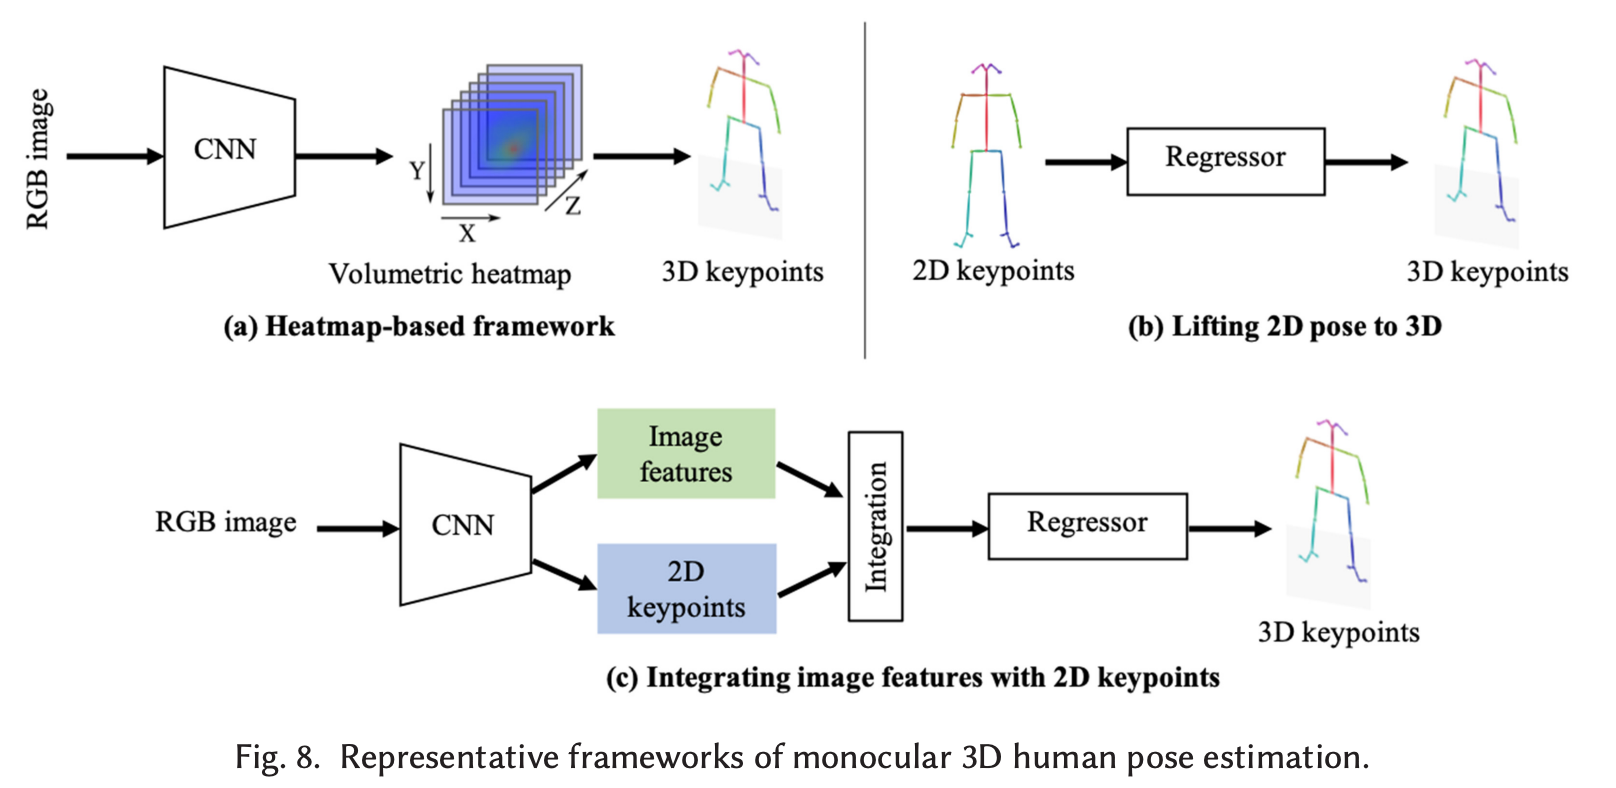 RGB image
CNN
Y
X
Z
Volumetric heatmap
3D keypoints
(a) Heatmap-based framework
2D keypoints
Regressor
3D keypoints
(b) Lifting 2D pose to 3D
RGB image
CNN
Image
features
2D
keypoints
Integration
Regressor
3D keypoints
(c) Integrating image features with 2D keypoints
Fig. 8. Representative frameworks of monocular 3D human pose estimation.